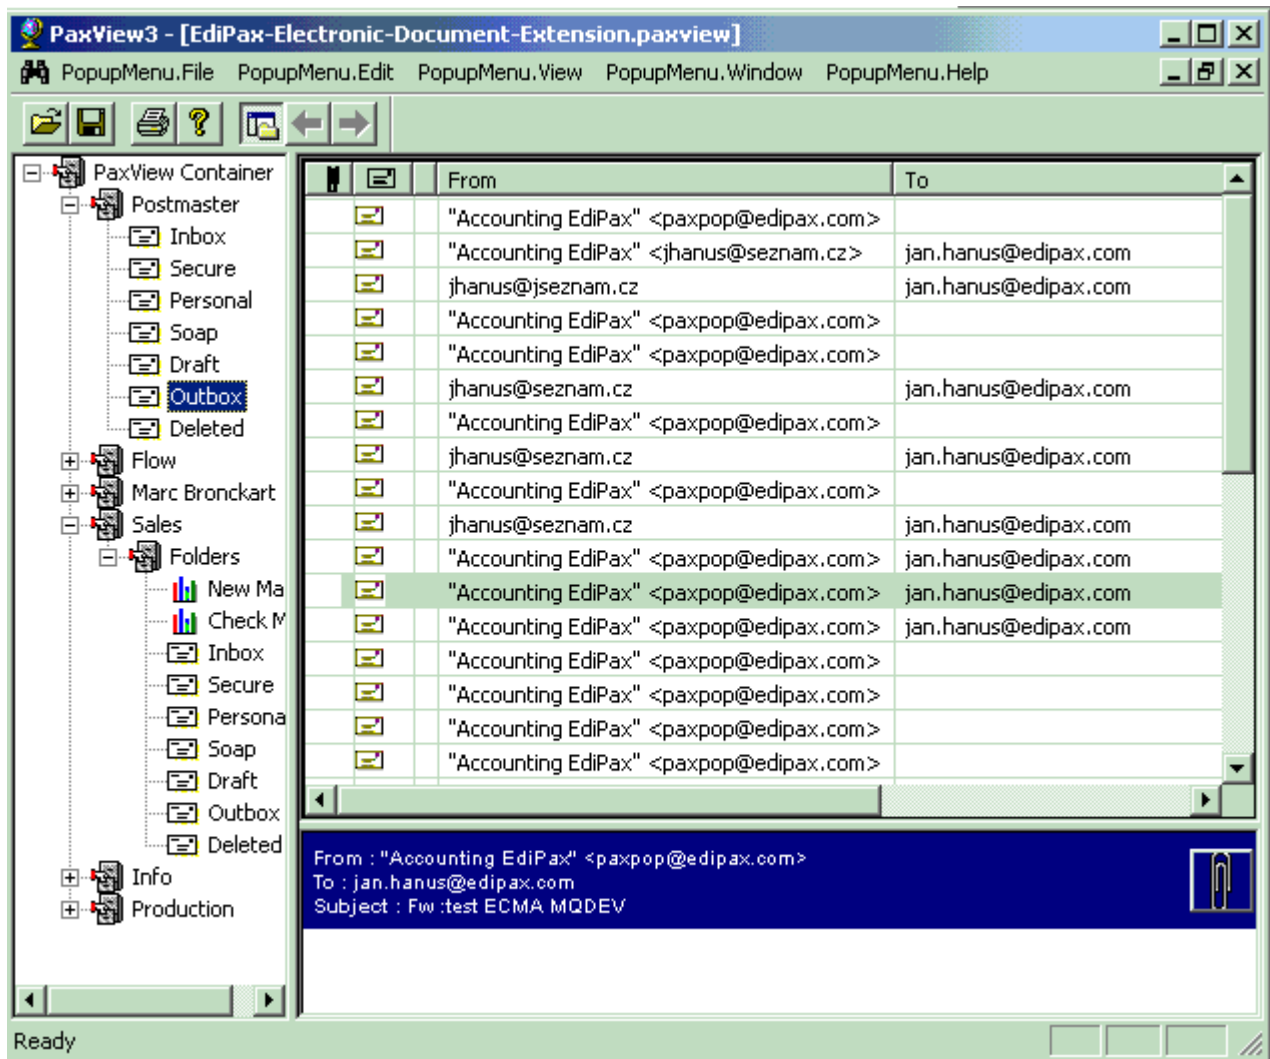 PaxView3 - [EdiPax-Electronic-Document-Extension.paxview]
PopupMenu.File PopupMenu.Edit PopupMenu.View PopupMenu.Window PopupMenu.Help
PaxView Container
Postmaster
Inbox
Secure
Personal
Soap
Draft
Outbox
Deleted
Flow
Marc Bronckart
Sales
Folders
New Ma
Check M
Inbox
Secure
Persona
Soap
Draft
Outbox
Deleted
Info
Production
From To
"Accounting EdiPax" <paxpop@edipax.com>
"Accounting EdiPax" <jhanus@seznam.cz> jan.hanus@edipax.com
jhanus@jseznam.cz jan.hanus@edipax.com
"Accounting EdiPax" <paxpop@edipax.com>
"Accounting EdiPax" <paxpop@edipax.com>
jhanus@seznam.cz jan.hanus@edipax.com
"Accounting EdiPax" <paxpop@edipax.com>
jhanus@seznam.cz jan.hanus@edipax.com
"Accounting EdiPax" <paxpop@edipax.com>
jhanus@seznam.cz jan.hanus@edipax.com
"Accounting EdiPax" <paxpop@edipax.com> jan.hanus@edipax.com
"Accounting EdiPax" <paxpop@edipax.com> jan.hanus@edipax.com
"Accounting EdiPax" <paxpop@edipax.com> jan.hanus@edipax.com
"Accounting EdiPax" <paxpop@edipax.com>
"Accounting EdiPax" <paxpop@edipax.com>
"Accounting EdiPax" <paxpop@edipax.com>
"Accounting EdiPax" <paxpop@edipax.com>
From : "Accounting EdiPax" <paxpop@edipax.com>
To : jan.hanus@edipax.com
Subject : Fw :test ECMA MQDEV
Ready